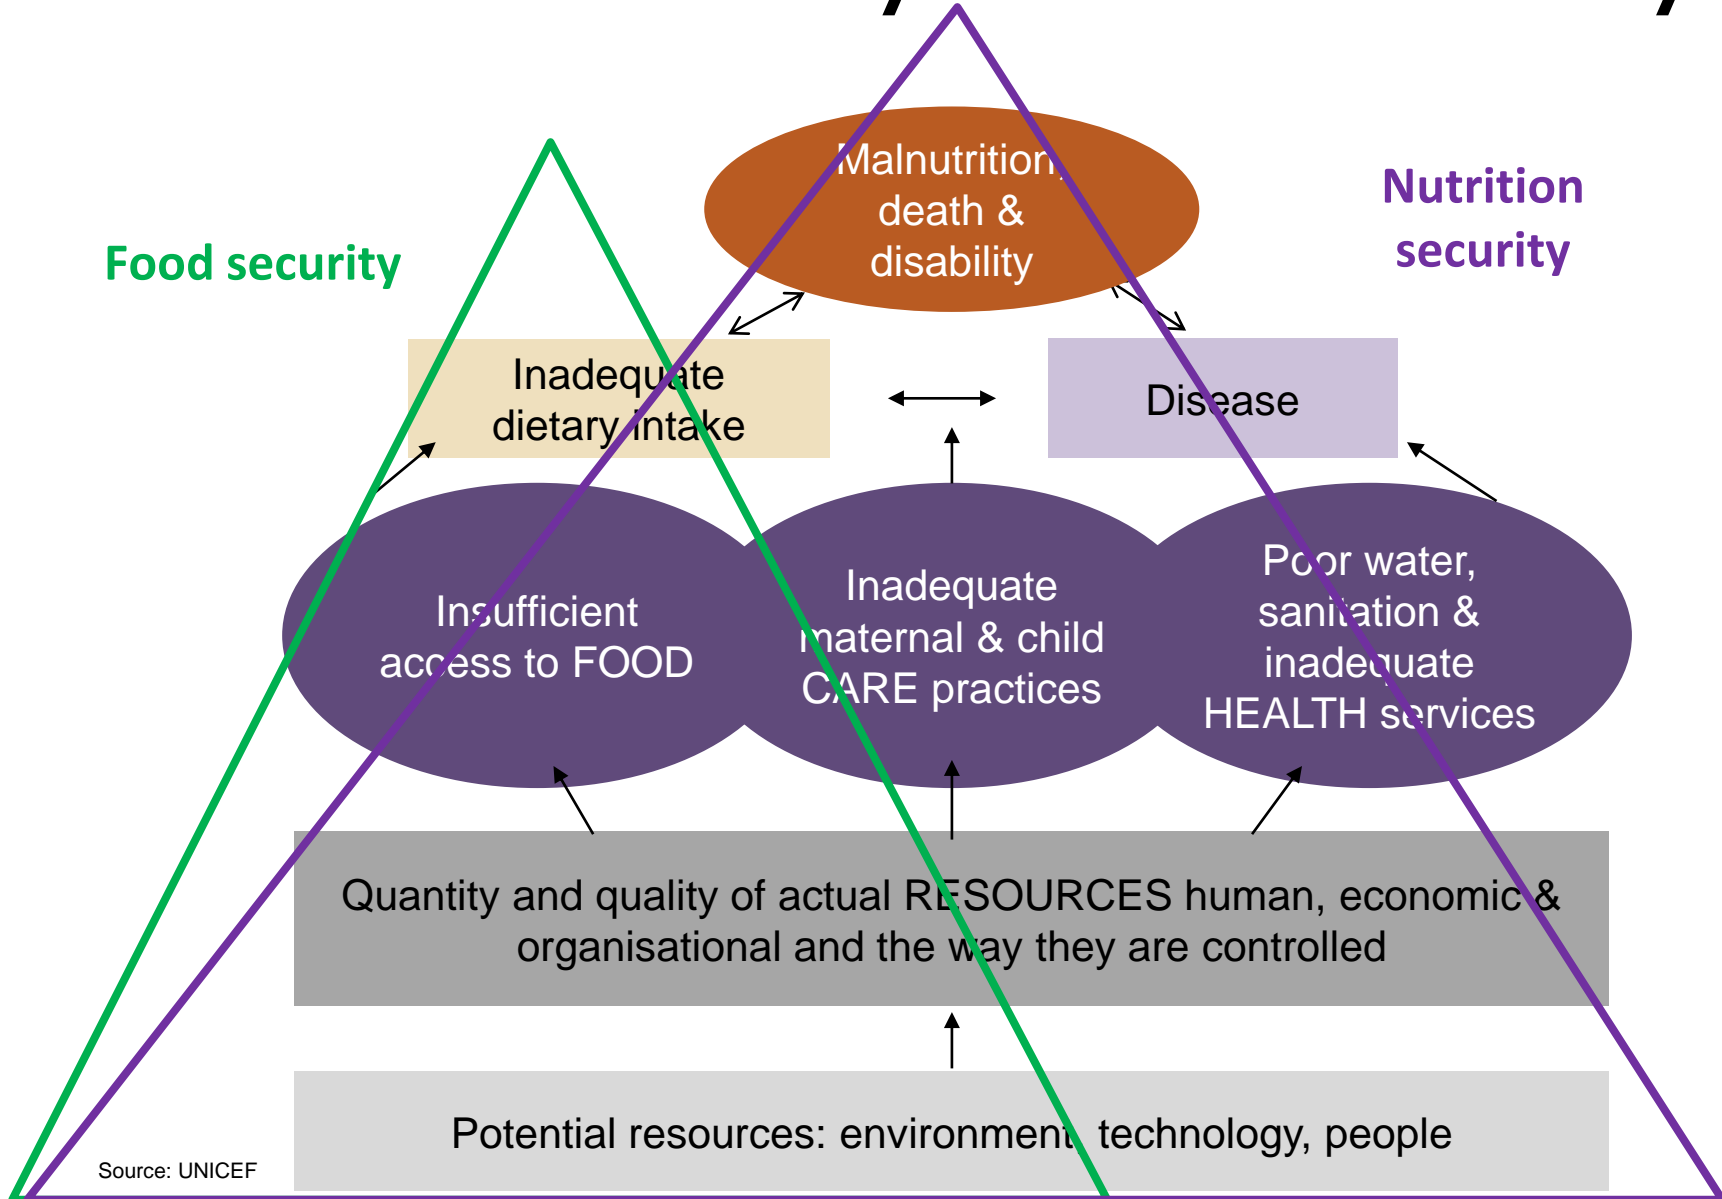 Malnutrition,
death &
disability
Nutrition
security
Food security
Inadequate
dietary intake
Disease
Insufficient
access to FOOD
Inadequate
maternal & child
CARE practices
Poor water,
sanitation &
inadequate
HEALTH services
Quantity and quality of actual RESOURCES human, economic &
organisational and the way they are controlled
Potential resources: environment, technology, people
Source: UNICEF